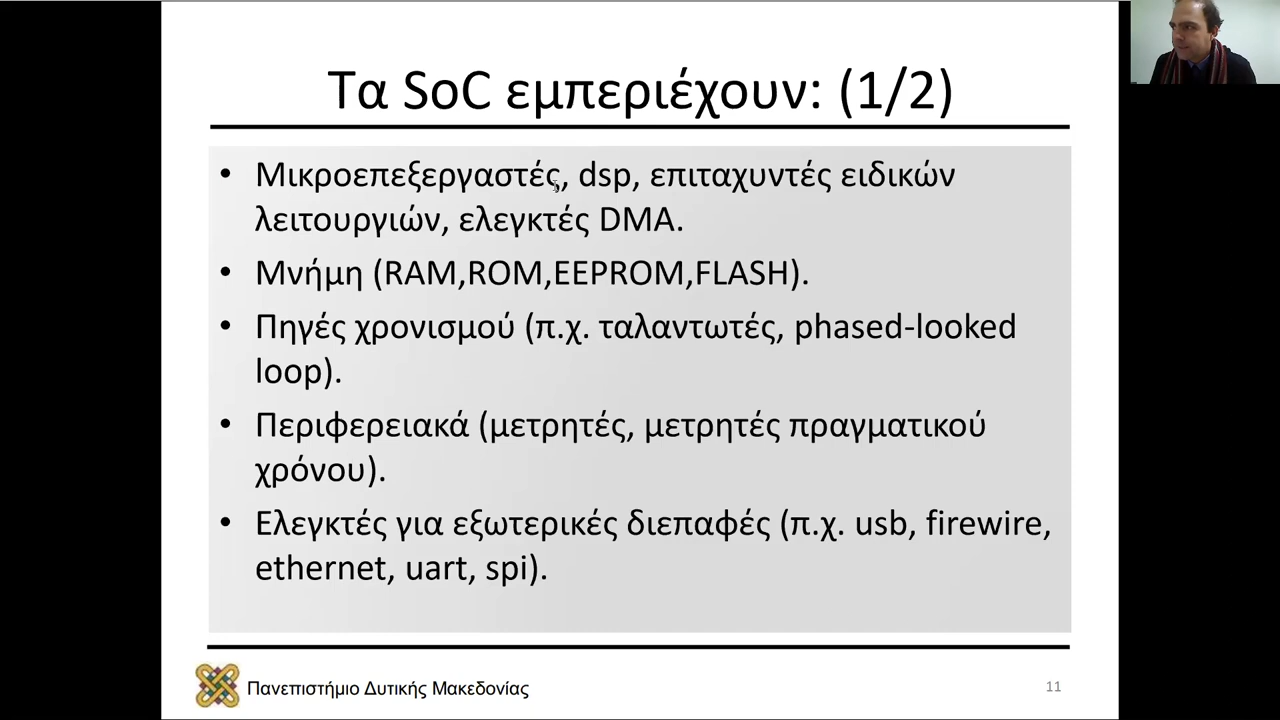 Τα SoC εμπεριέχουν: (1/2)
• Μικροεπεξεργαστές, dsp, επιταχυντές ειδικών
λειτουργιών, ελεγκτές DMA.
• Μνήμη (RAM,ROM,EEPROM,FLASH).
• Πηγές χρονισμού (π.χ. ταλαντωτές, phased-looked
loop).
• Περιφερειακά (μετρητές, μετρητές πραγματικού
χρόνου).
• Ελεγκτές για εξωτερικές διεπαφές (π.χ. usb, firewire,
ethernet, uart, spi).
Πανεπιστήμιο Δυτικής Μακεδονίας
11